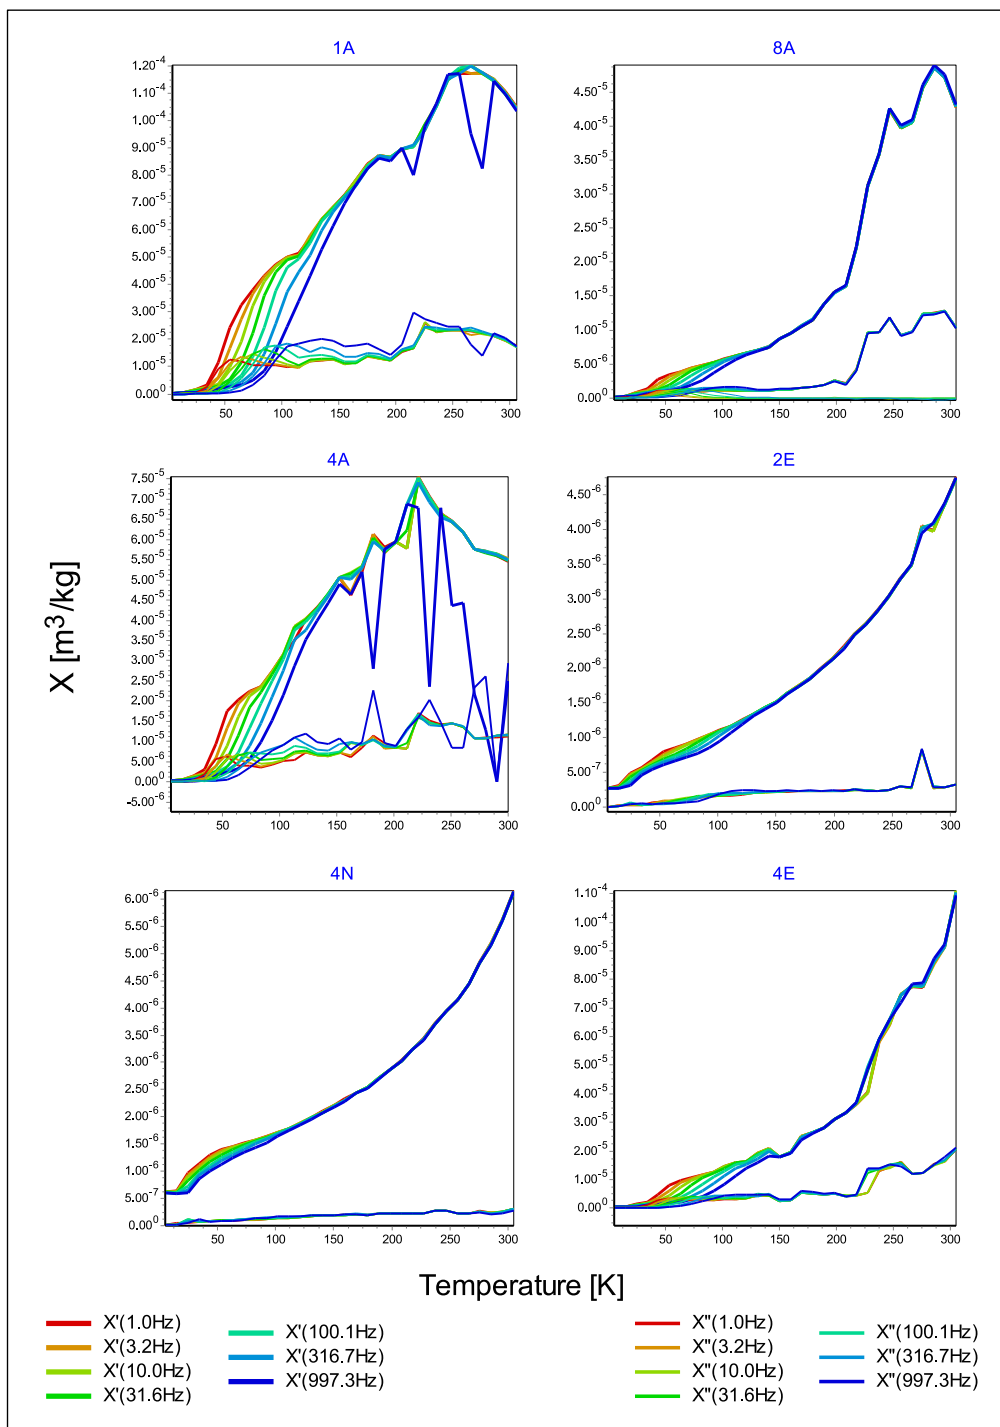 1A
1.20⁻⁴
1.10⁻⁴
1.00⁻⁴
9.00⁻⁵
8.00⁻⁵
7.00⁻⁵
6.00⁻⁵
5.00⁻⁵
4.00⁻⁵
3.00⁻⁵
2.00⁻⁵
1.00⁻⁵
0.00⁰
50 100 150 200 250 300
8A
4.50⁻⁵
4.00⁻⁵
3.50⁻⁵
3.00⁻⁵
2.50⁻⁵
2.00⁻⁵
1.50⁻⁵
1.00⁻⁵
5.00⁻⁶
0.00⁰
50 100 150 200 250 300
4A
7.50⁻⁵
7.00⁻⁵
6.50⁻⁵
6.00⁻⁵
5.50⁻⁵
5.00⁻⁵
4.50⁻⁵
4.00⁻⁵
3.50⁻⁵
3.00⁻⁵
2.50⁻⁵
2.00⁻⁵
1.50⁻⁵
1.00⁻⁵
5.00⁻⁶
0.00⁰
-5.00⁻⁶
50 100 150 200 250 300
2E
4.50⁻⁶
4.00⁻⁶
3.50⁻⁶
3.00⁻⁶
2.50⁻⁶
2.00⁻⁶
1.50⁻⁶
1.00⁻⁶
5.00⁻⁷
0.00⁰
50 100 150 200 250 300
X [m³/kg]
4N
6.00⁻⁶
5.50⁻⁶
5.00⁻⁶
4.50⁻⁶
4.00⁻⁶
3.50⁻⁶
3.00⁻⁶
2.50⁻⁶
2.00⁻⁶
1.50⁻⁶
1.00⁻⁶
5.00⁻⁷
0.00⁰
50 100 150 200 250 300
4E
1.10⁻⁴
1.00⁻⁴
9.00⁻⁵
8.00⁻⁵
7.00⁻⁵
6.00⁻⁵
5.00⁻⁵
4.00⁻⁵
3.00⁻⁵
2.00⁻⁵
1.00⁻⁵
0.00⁰
50 100 150 200 250 300
Temperature [K]
X'(1.0Hz)
X'(3.2Hz)
X'(10.0Hz)
X'(31.6Hz)
X'(100.1Hz)
X'(316.7Hz)
X'(997.3Hz)
X"(1.0Hz)
X"(3.2Hz)
X"(10.0Hz)
X"(31.6Hz)
X"(100.1Hz)
X"(316.7Hz)
X"(997.3Hz)